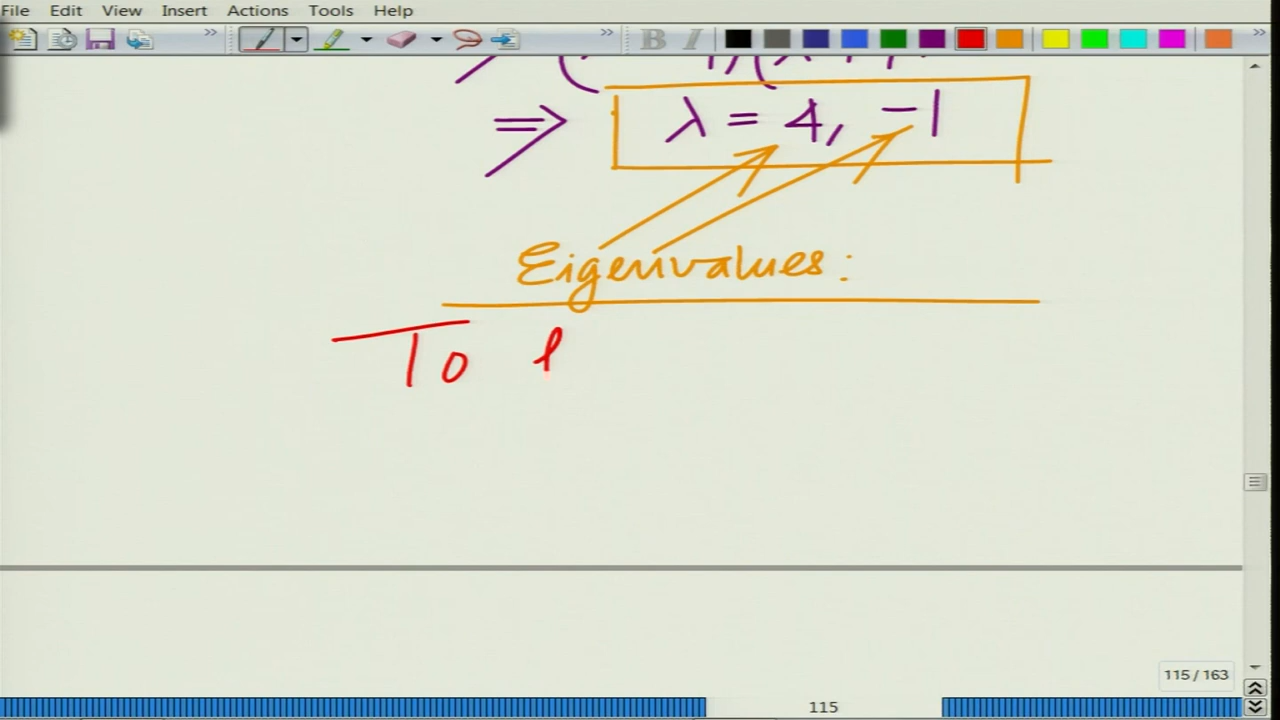 File Edit View Insert Actions Tools Help
B I
⇒ λ = 4, -1
Eigenvalues:
To
115 / 163
115